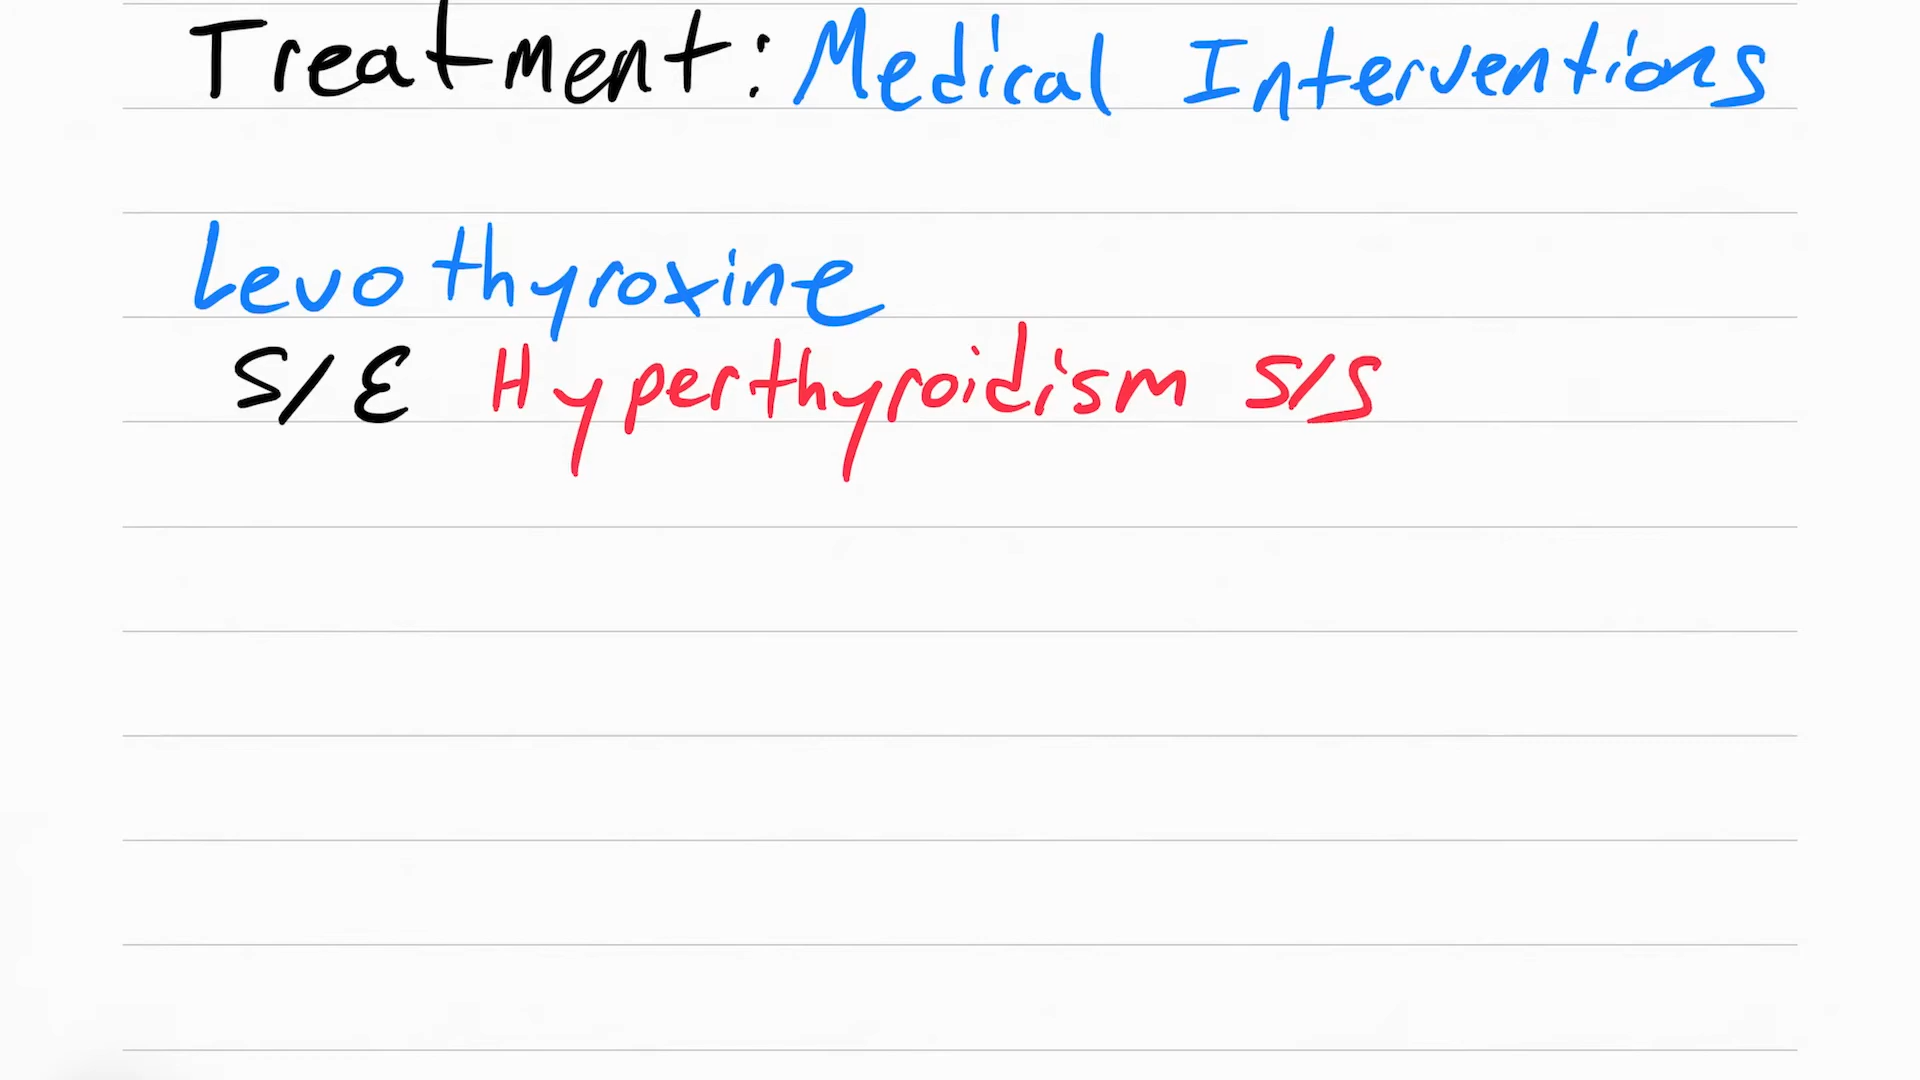 Treatment: Medical Interventions
Levothyroxine
S/E Hyperthyroidism S/S